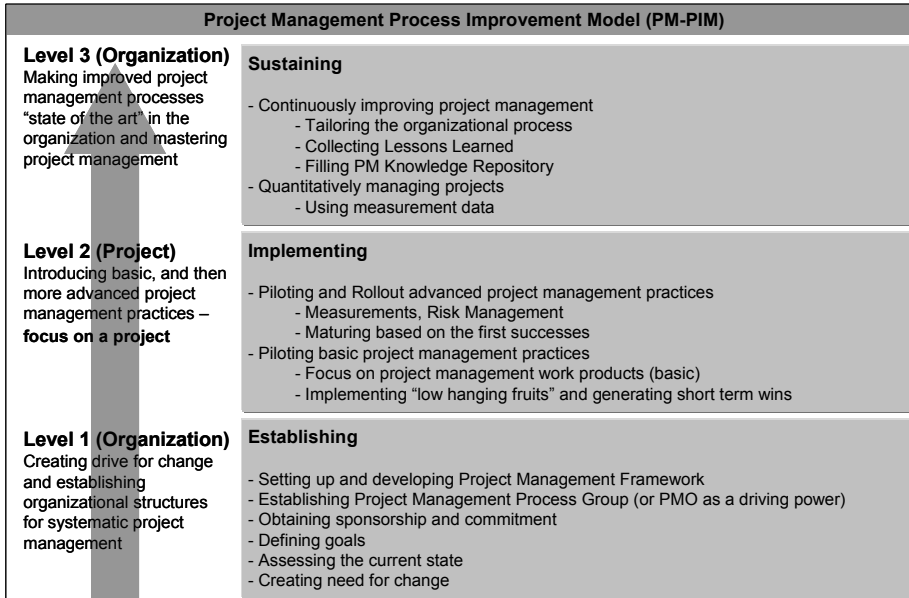 Project Management Process Improvement Model (PM-PIM)
Level 3 (Organization)
Making improved project
management processes
“state of the art” in the
organization and mastering
project management
Sustaining
- Continuously improving project management
- Tailoring the organizational process
- Collecting Lessons Learned
- Filling PM Knowledge Repository
- Quantitatively managing projects
- Using measurement data
Level 2 (Project)
Introducing basic, and then
more advanced project
management practices –
focus on a project
Implementing
- Piloting and Rollout advanced project management practices
- Measurements, Risk Management
- Maturing based on the first successes
- Piloting basic project management practices
- Focus on project management work products (basic)
- Implementing “low hanging fruits” and generating short term wins
Level 1 (Organization)
Creating drive for change
and establishing
organizational structures
for systematic project
management
Establishing
- Setting up and developing Project Management Framework
- Establishing Project Management Process Group (or PMO as a driving power)
- Obtaining sponsorship and commitment
- Defining goals
- Assessing the current state
- Creating need for change